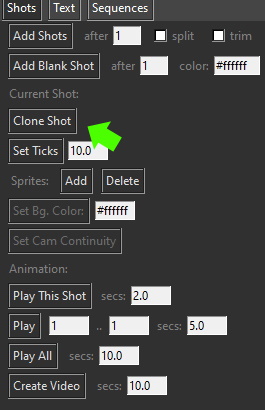 Shots Text Sequences
Add Shots after 1 split trim
Add Blank Shot after 1 color: #ffffff
Current Shot:
Clone Shot
Set Ticks 10.0
Sprites: Add Delete
Set Bg. Color: #ffffff
Set Cam Continuity
Animation:
Play This Shot secs: 2.0
Play 1 .. 1 secs: 5.0
Play All secs: 10.0
Create Video secs: 10.0